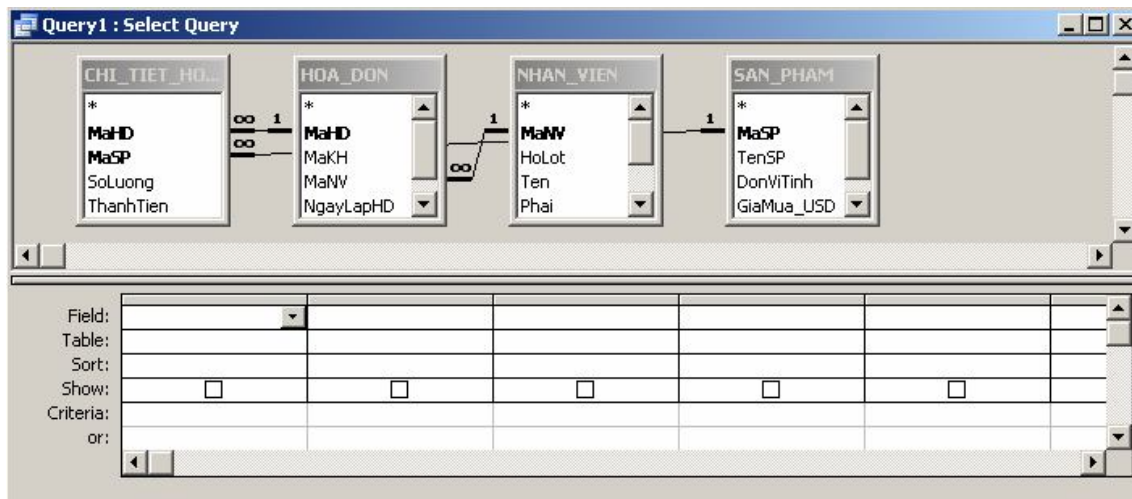 Query1 : Select Query
CHI_TIET_HO...
*
MaHD
MaSP
SoLuong
ThanhTien
∞ 1
∞
HOA_DON
*
MaHD
MaKH
MaNV
NgayLapHD
1
∞
NHAN_VIEN
*
MaNV
HoLot
Ten
Phai
1
SAN_PHAM
*
MaSP
TenSP
DonViTinh
GiaMua_USD
Field:
Table:
Sort:
Show:
Criteria:
or: